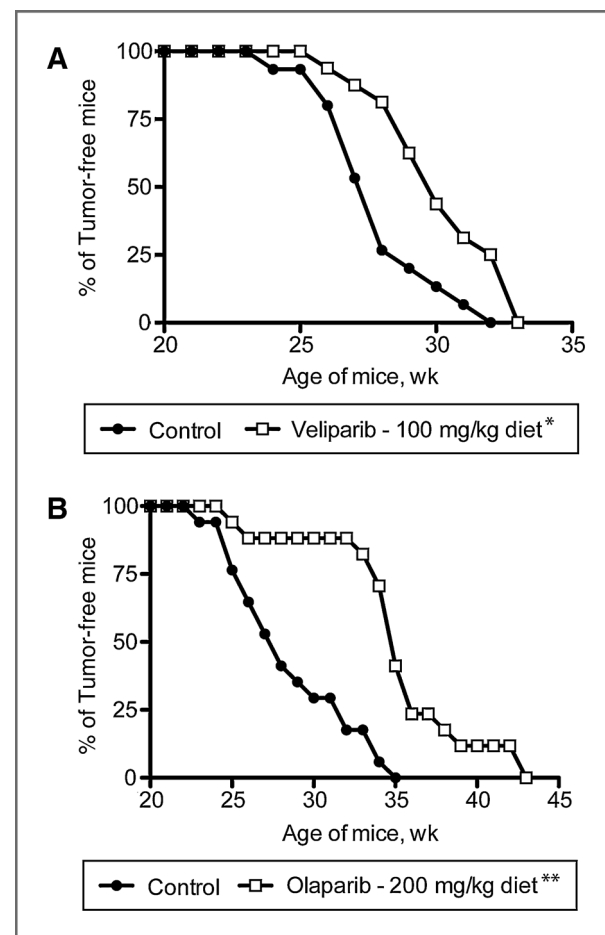 A
% of Tumor-free mice
100
75
50
25
0
20 25 30 35
Age of mice, wk
Control Veliparib - 100 mg/kg diet*
B
% of Tumor-free mice
100
75
50
25
0
20 25 30 35 40 45
Age of mice, wk
Control Olaparib - 200 mg/kg diet**